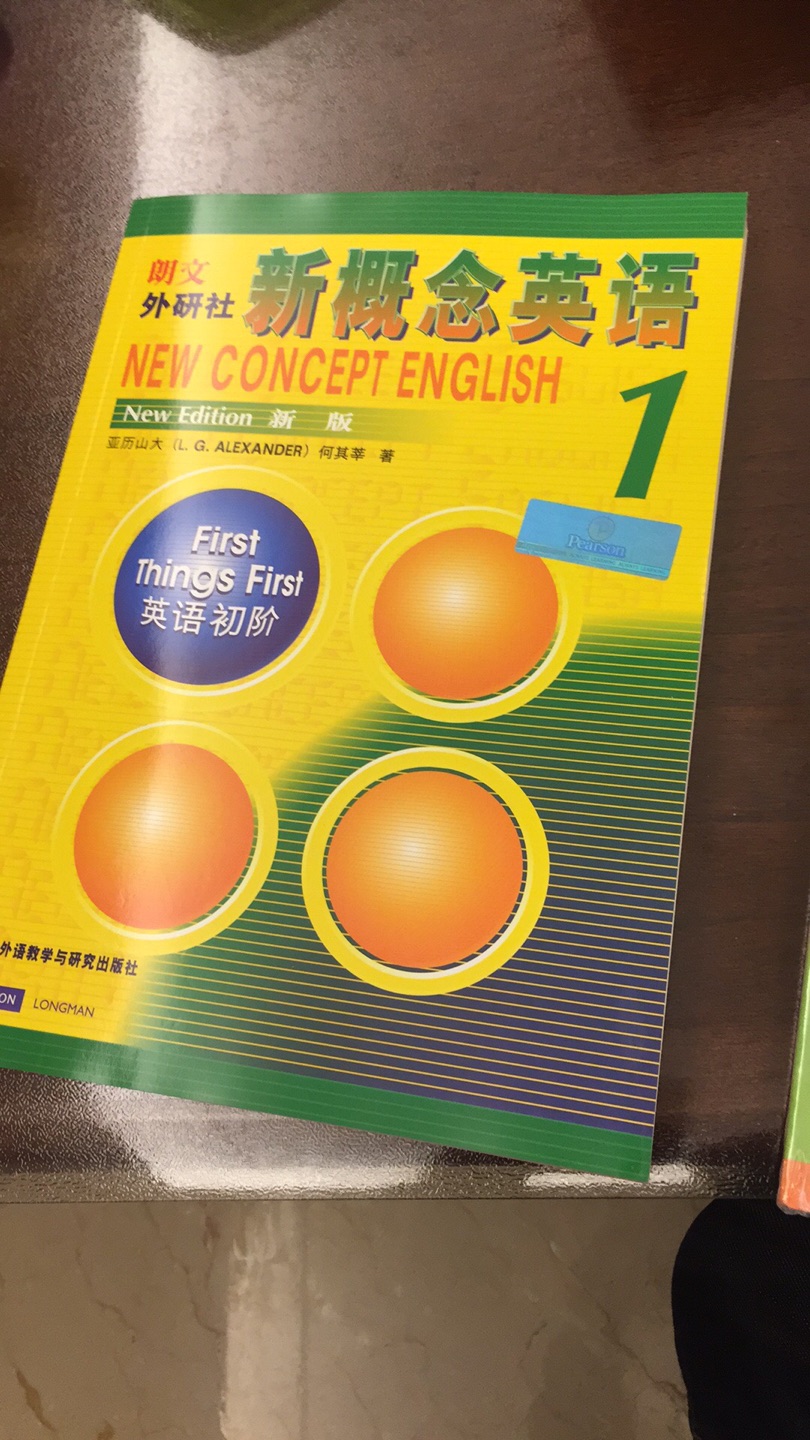 朗文
外研社
新概念英语
NEW CONCEPT ENGLISH
1
New Edition 新 版
亚历山大（L. G. ALEXANDER）何其莘 著
Pearson
First
Things First
英语初阶
外语教学与研究出版社
ON
LONGMAN